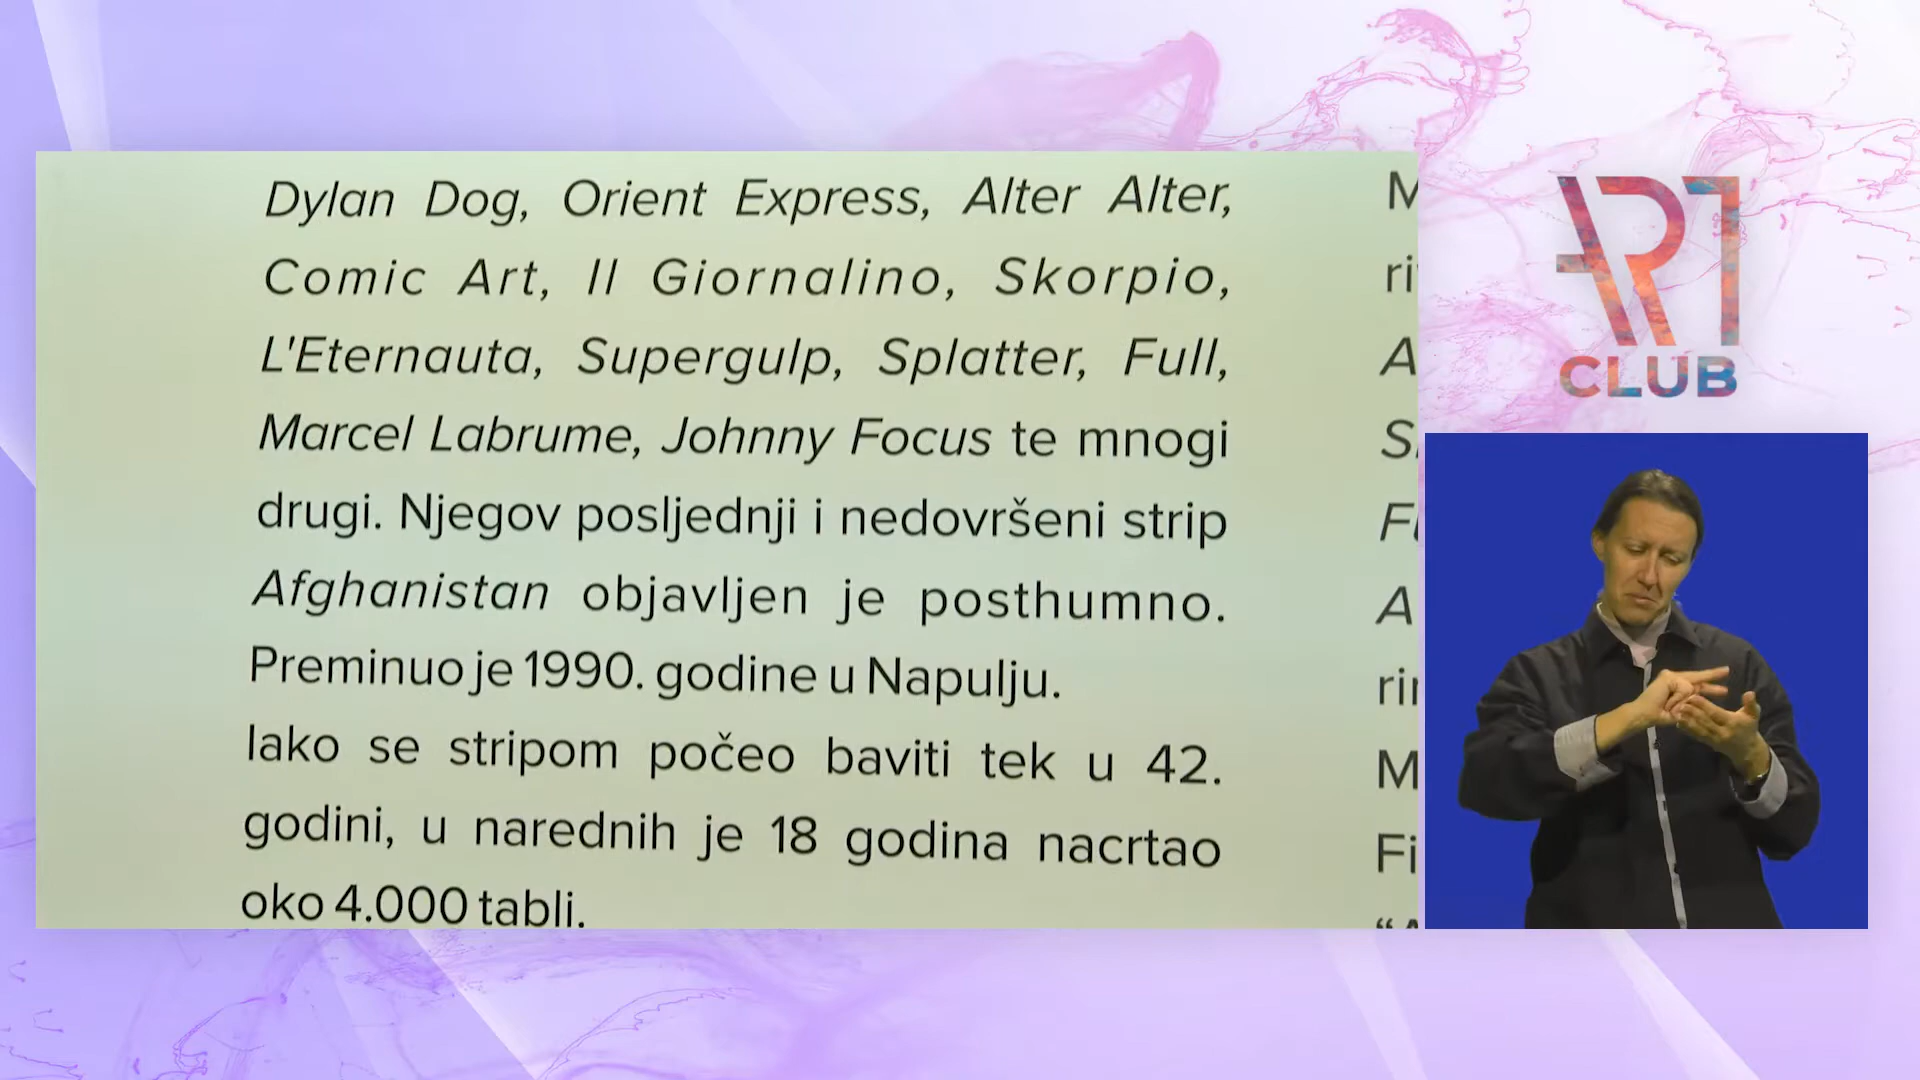 Dylan Dog, Orient Express, Alter Alter,
Comic Art, Il Giornalino, Skorpio,
L'Eternauta, Supergulp, Splatter, Full,
Marcel Labrume, Johnny Focus te mnogi
drugi. Njegov posljednji i nedovršeni strip
Afghanistan objavljen je posthumno.
Preminuo je 1990. godine u Napulju.
Iako se stripom počeo baviti tek u 42.
godini, u narednih je 18 godina nacrtao
oko 4.000 tabli.
ART
CLUB